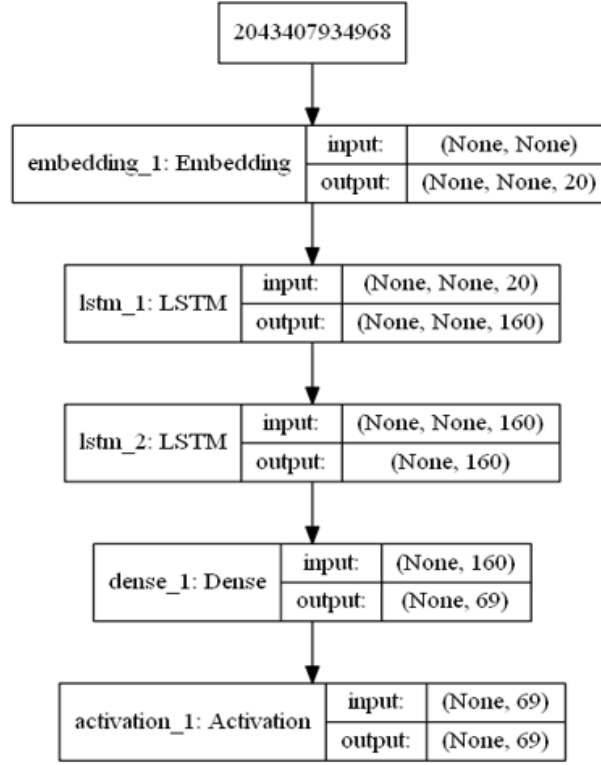 2043407934968
embedding_1: Embedding
input: (None, None)
output: (None, None, 20)
lstm_1: LSTM
input: (None, None, 20)
output: (None, None, 160)
lstm_2: LSTM
input: (None, None, 160)
output: (None, 160)
dense_1: Dense
input: (None, 160)
output: (None, 69)
activation_1: Activation
input: (None, 69)
output: (None, 69)